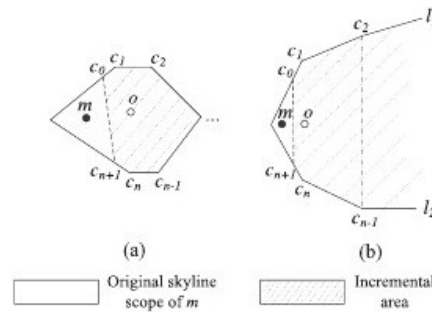 c1 c2
c0
m o
...
cn+1 cn cn-1
(a)
c2 l1
c1
c0
m o
cn+1
cn
cn-1 l2
(b)
Original skyline scope of m
Incremental area